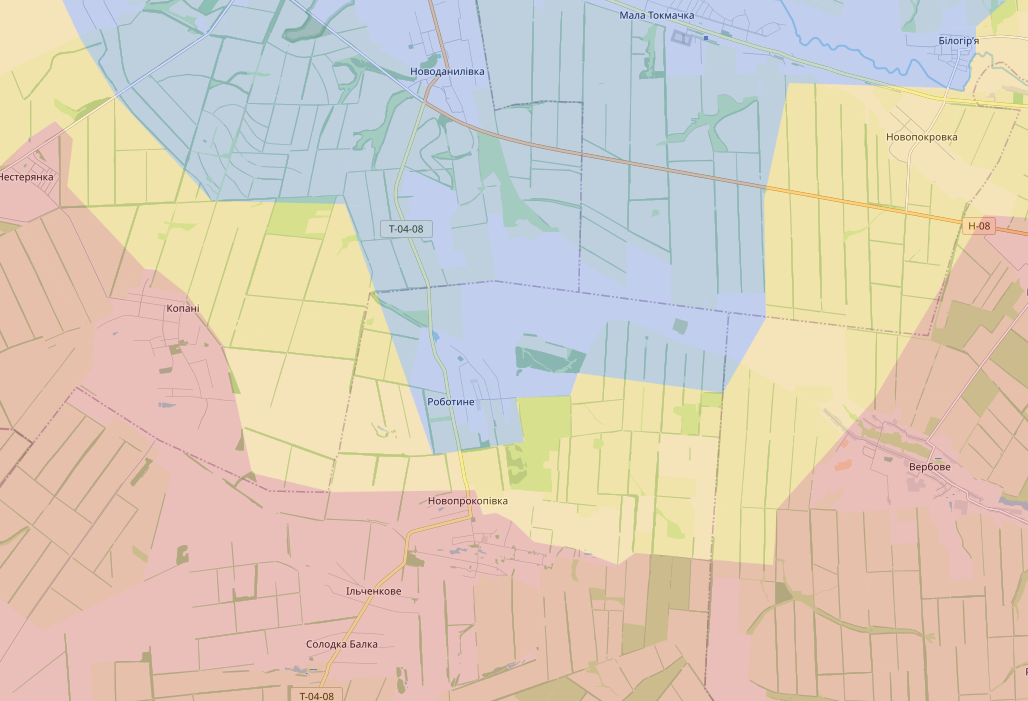 Мала Токмачка
Білогір'я
Новоданилівка
Новопокровка
Нестерянка
Т-04-08
Н-08
Копані
Роботине
Вербове
Новопрокопівка
Ільченкове
Солодка Балка
Т-04-08